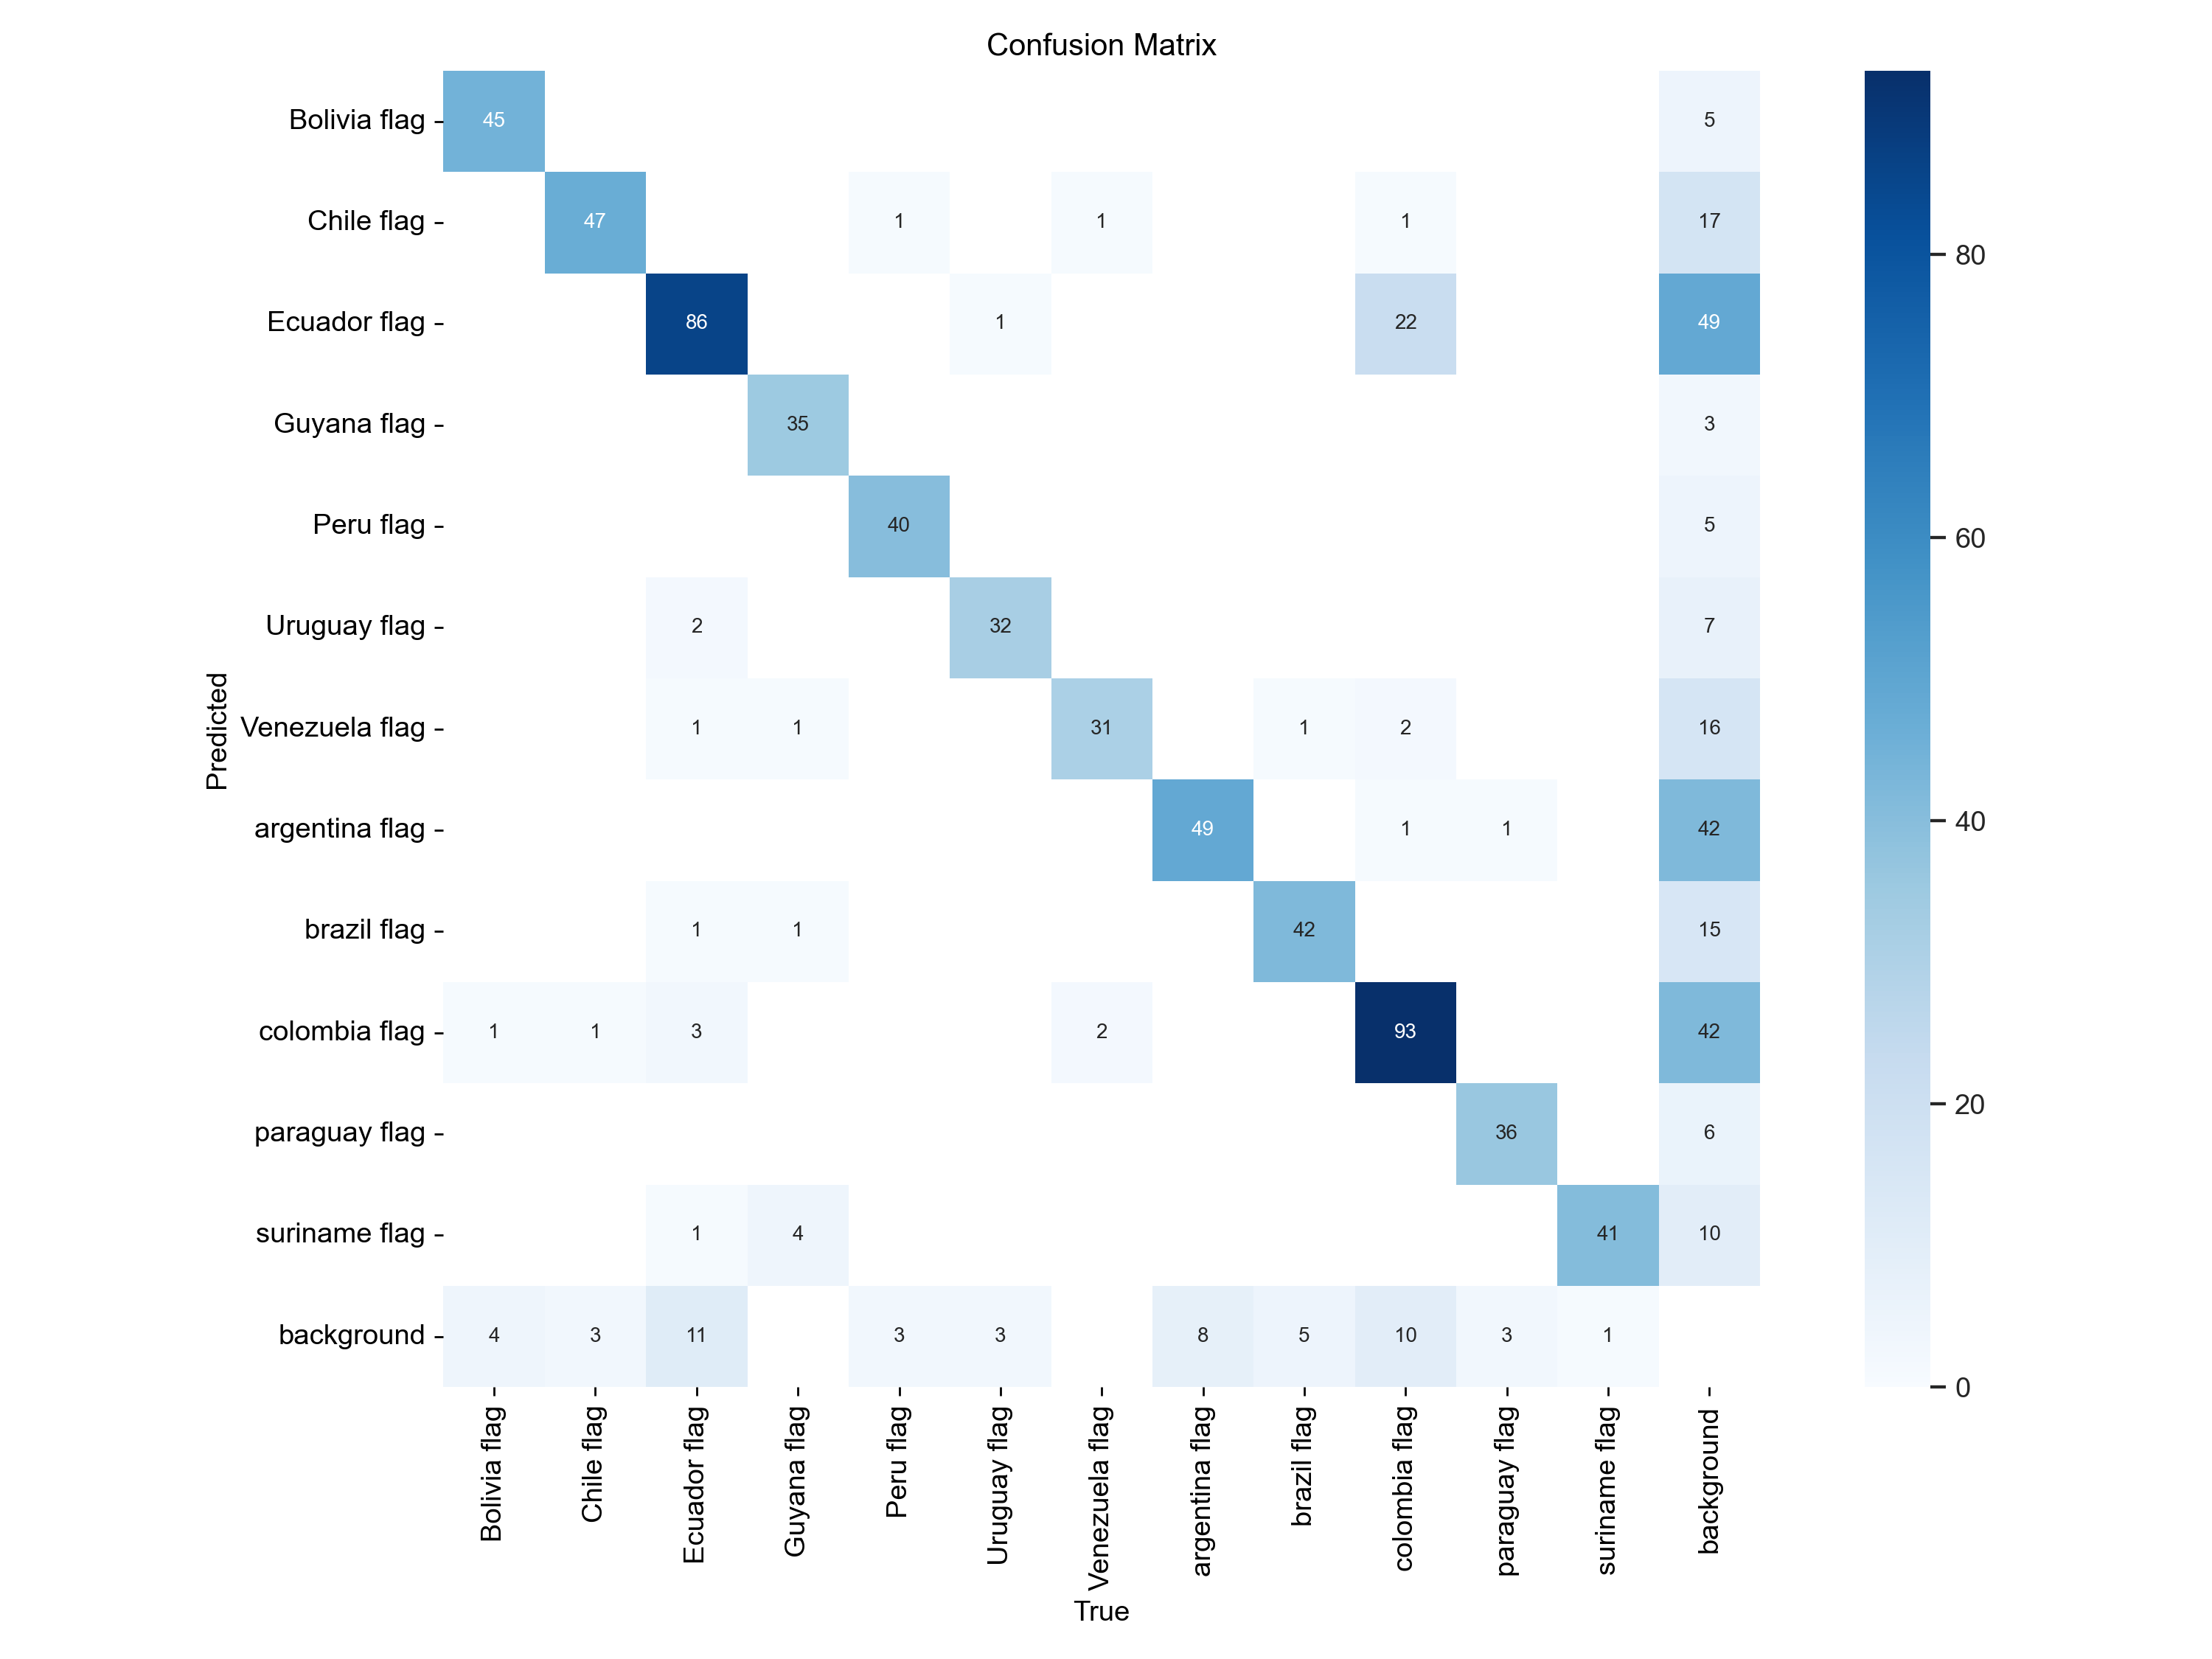 Confusion Matrix
Bolivia flag 45 5
Chile flag 47 1 1 1 17
Ecuador flag 86 1 22 49
Guyana flag 35 3
Peru flag 40 5
Uruguay flag 2 32 7
Venezuela flag 1 1 31 1 2 16
argentina flag 49 1 1 42
brazil flag 1 1 42 15
colombia flag 1 1 3 2 93 42
paraguay flag 36 6
suriname flag 1 4 41 10
background 4 3 11 3 3 8 5 10 3 1
Predicted
Bolivia flag
Chile flag
Ecuador flag
Guyana flag
Peru flag
Uruguay flag
Venezuela flag
argentina flag
brazil flag
colombia flag
paraguay flag
suriname flag
background
True
80
60
40
20
0